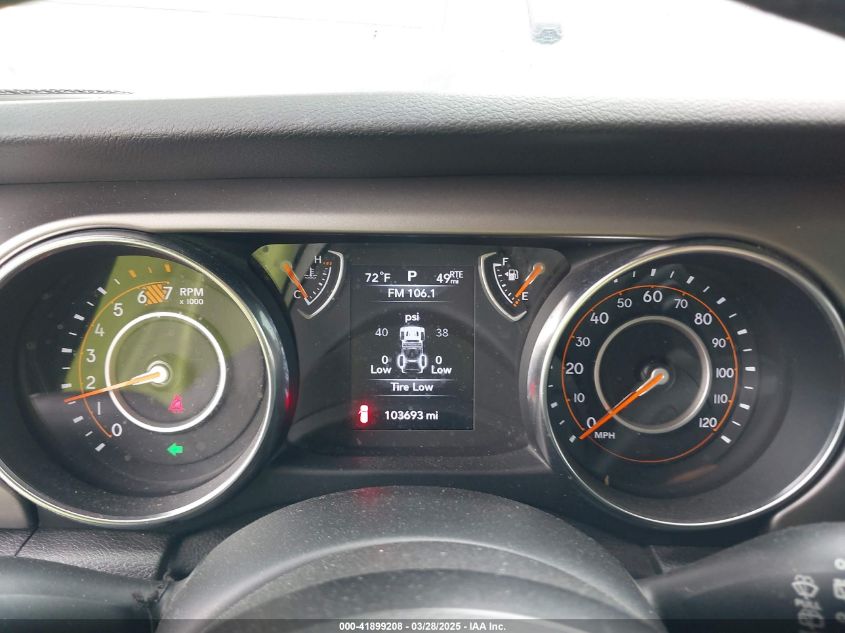 H
C
F
E
72°F P 49 RTE mi
FM 106.1
psi
40 38
0 0
Low Low
Tire Low
103693 mi
0 1 2 3 4 5 6 7
RPM
x 1000
0 10 20 30 40 50 60 70 80 90 100 110 120
MPH
000-41899208 - 03/28/2025 - IAA Inc.